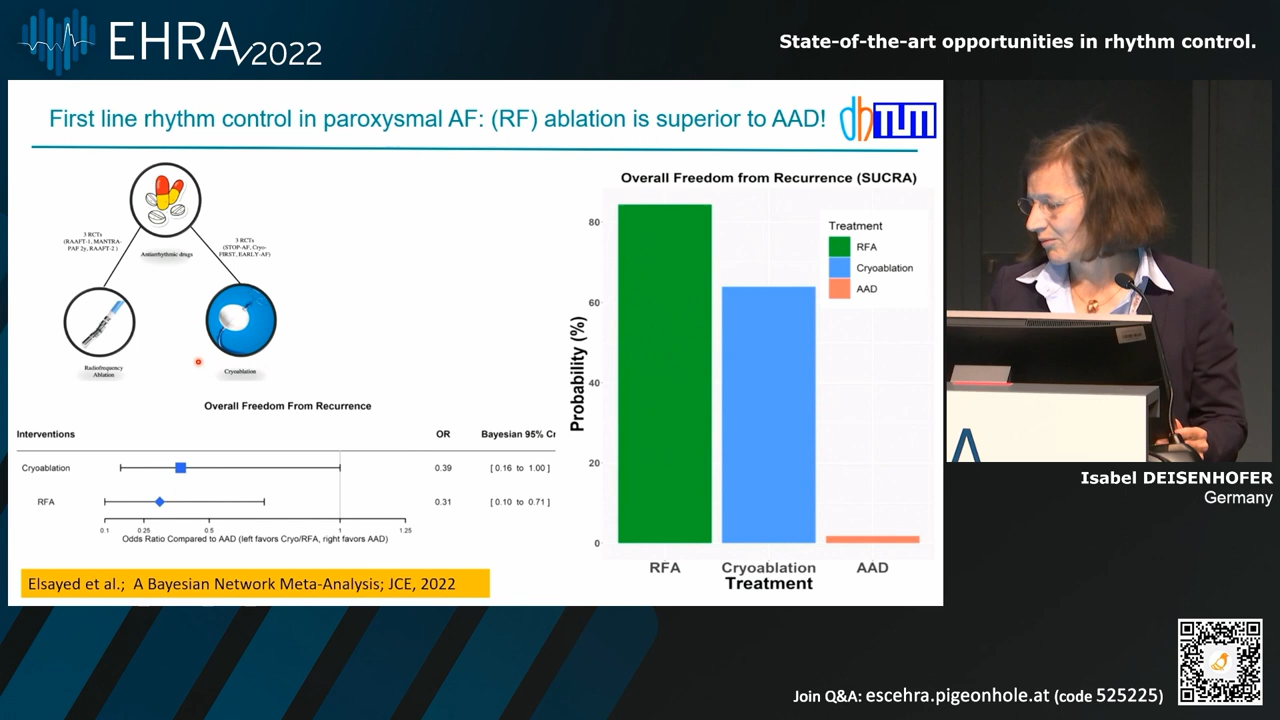 EHRA 2022
State-of-the-art opportunities in rhythm control.
First line rhythm control in paroxysmal AF: (RF) ablation is superior to AAD!
dh TUM
3 RCTs
(RAAFT-1, MANTRA-
PAF 2y, RAAFT-2 )
3 RCTs
(STOP-AF, Cryo-
FIRST, EARLY-AF)
Antiarrhythmic drugs
Radiofrequency
Ablation
Cryoablation
Overall Freedom From Recurrence
Interventions OR Bayesian 95% Cr
Cryoablation 0.39 [ 0.16 to 1.00 ]
RFA 0.31 [ 0.10 to 0.71 ]
0.1 0.25 0.5 1 1.25
Odds Ratio Compared to AAD (left favors Cryo/RFA, right favors AAD)
Elsayed et al.; A Bayesian Network Meta-Analysis; JCE, 2022
Overall Freedom from Recurrence (SUCRA)
Treatment
RFA
Cryoablation
AAD
Probability (%)
80
60
40
20
0
RFA Cryoablation AAD
Treatment
Isabel DEISENHOFER
Germany
Join Q&A: escehra.pigeonhole.at (code 525225)